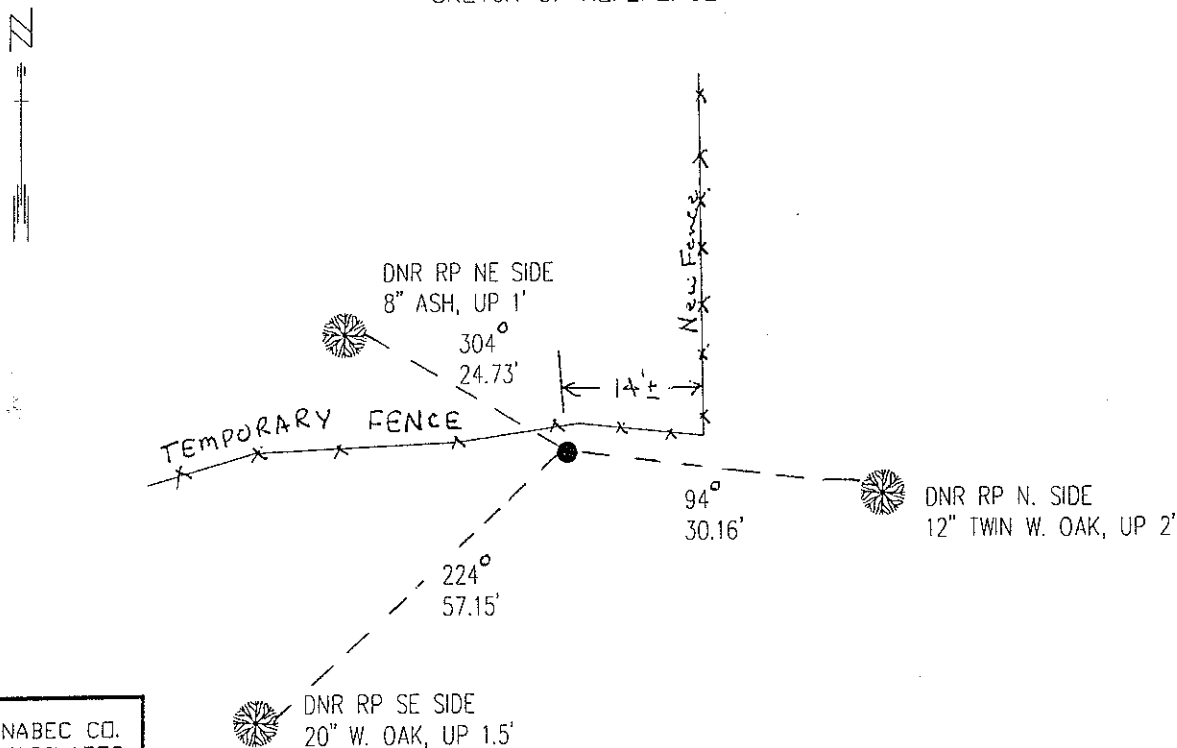 N
DNR RP NE SIDE
8" ASH, UP 1'
304°
24.73'
New Fence
14'±
TEMPORARY FENCE
94°
30.16'
DNR RP N. SIDE
12" TWIN W. OAK, UP 2'
224°
57.15'
DNR RP SE SIDE
20" W. OAK, UP 1.5'
NABEC CO.